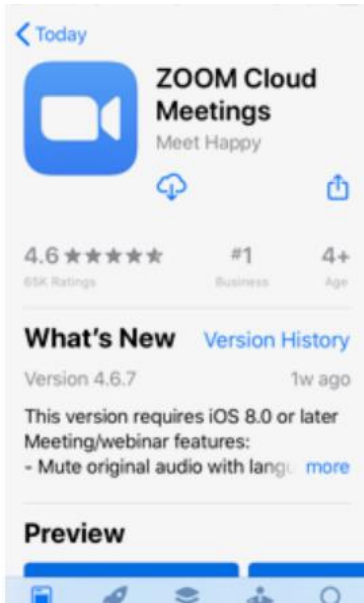 Today
ZOOM Cloud
Meetings
Meet Happy
4.6
#1
4+
65K Ratings
Business
Age
What's New
Version History
Version 4.6.7
1w ago
This version requires iOS 8.0 or later
Meeting/webinar features:
- Mute original audio with langu
more
Preview